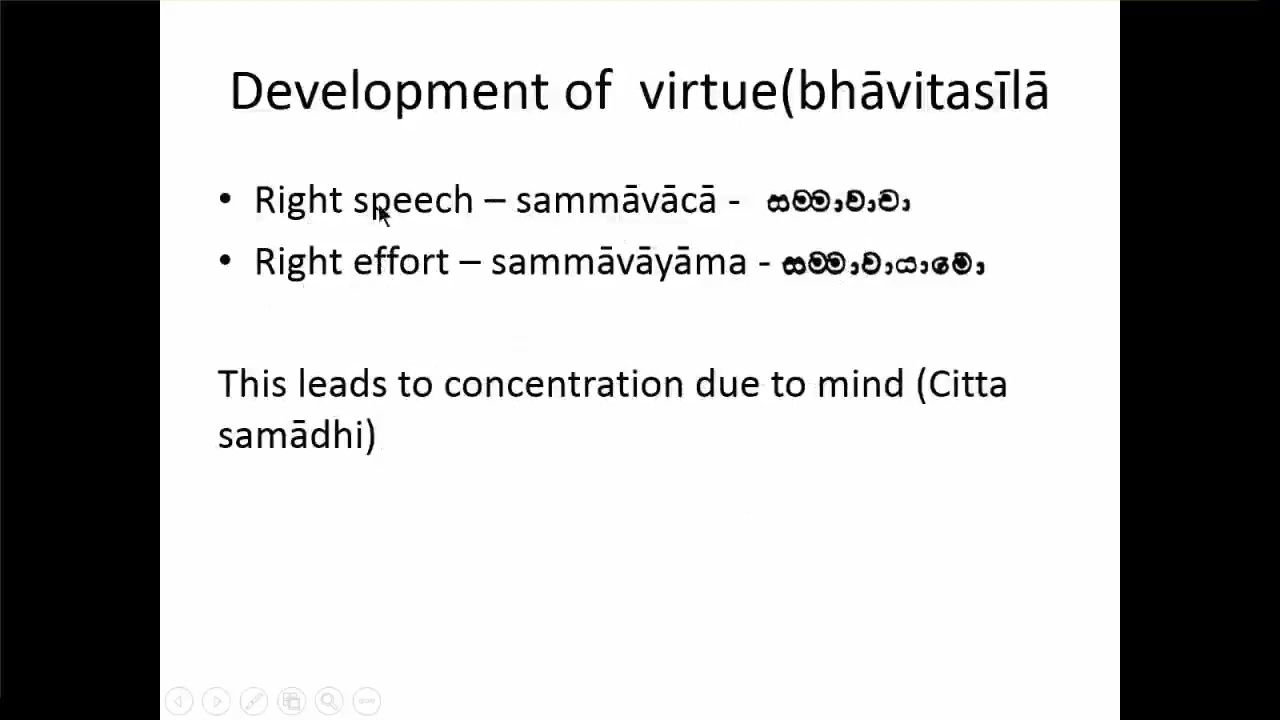 Development of virtue(bhāvitasīlā
• Right speech – sammāvācā - සම්මාවාචා
• Right effort – sammāvāyāma - සම්මාවායාමෝ
This leads to concentration due to mind (Citta
samādhi)